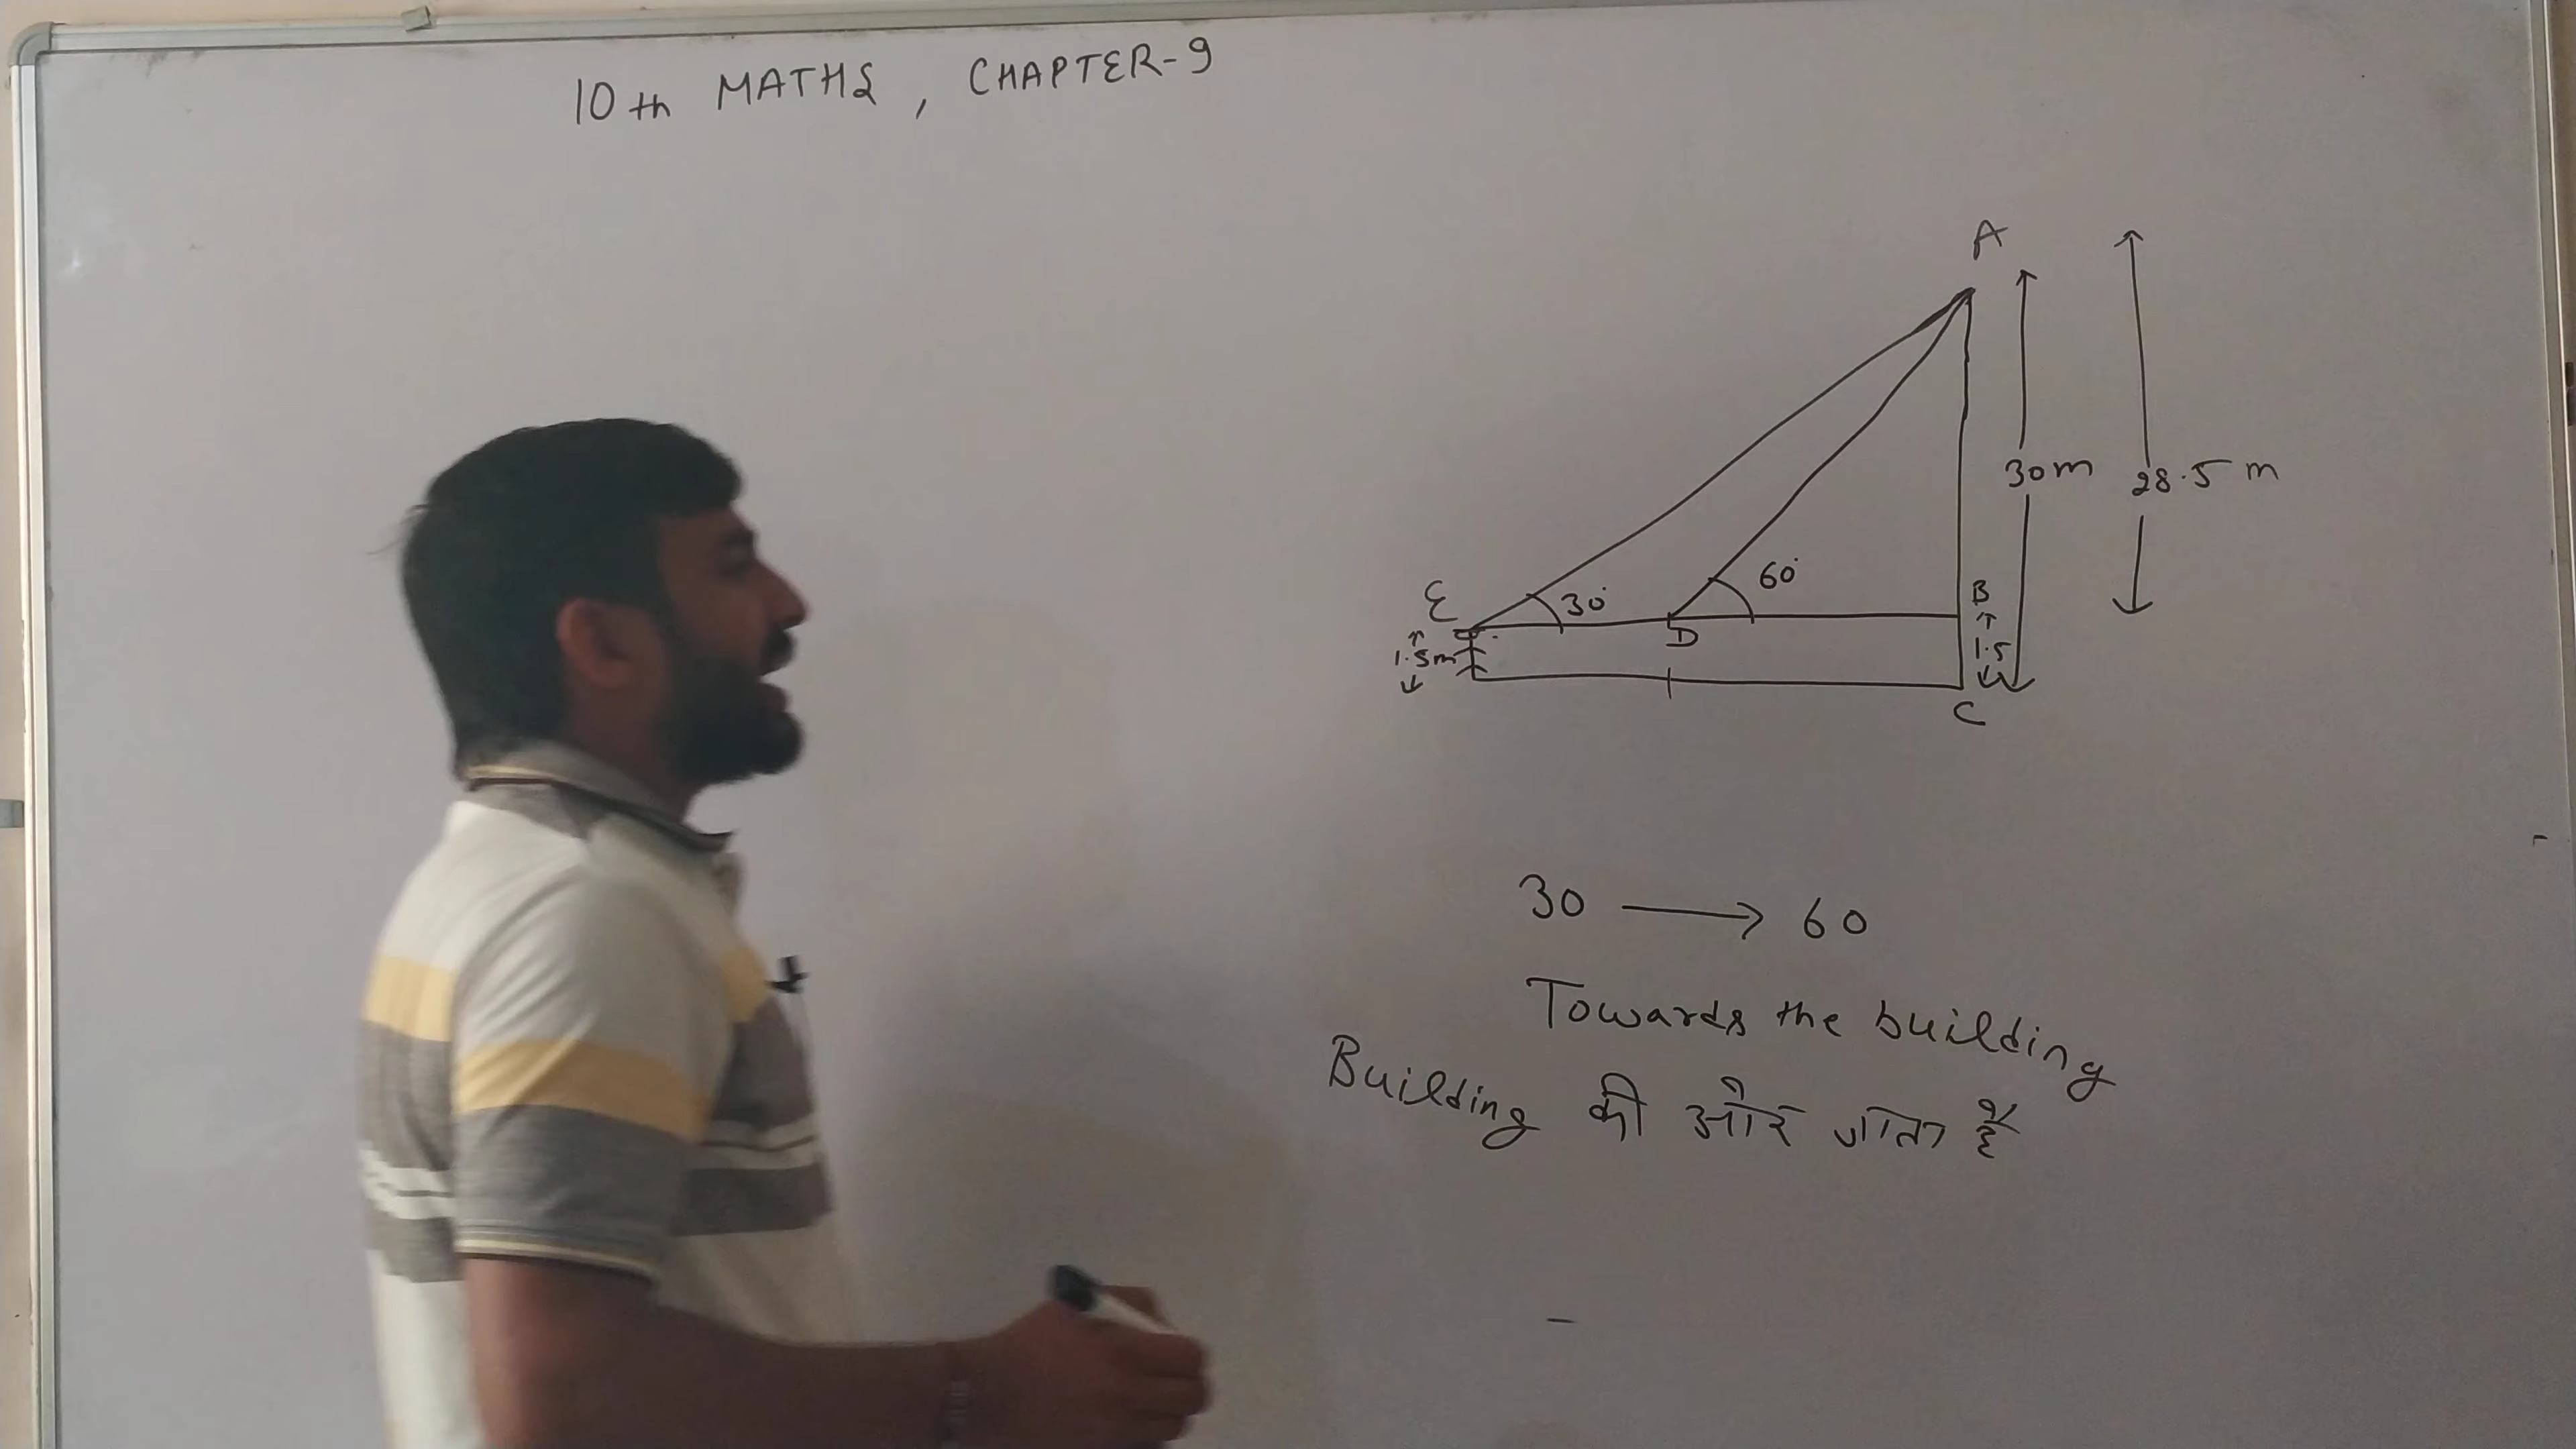 10th MATHS, CHAPTER-9
A
30m
28.5 m
E
30°
60°
B
D
1.5m
1.5
C
30 → 60
Towards the building
Building की और जाता है